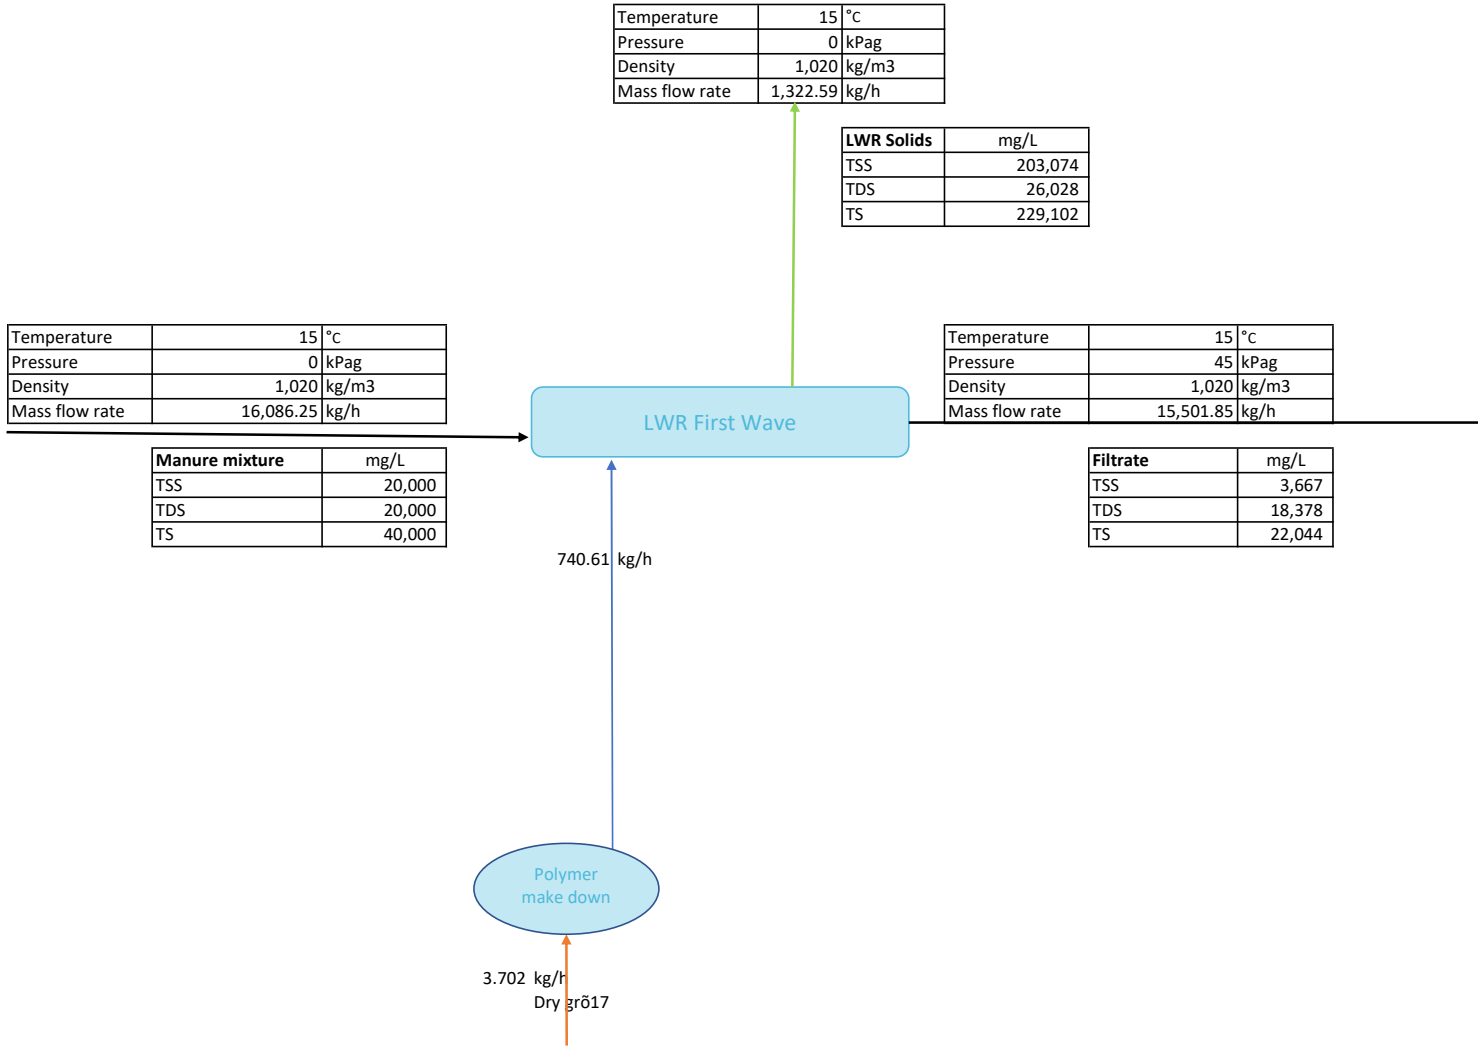 Temperature 15 °C
Pressure 0 kPag
Density 1,020 kg/m3
Mass flow rate 1,322.59 kg/h
LWR Solids mg/L
TSS 203,074
TDS 26,028
TS 229,102
Temperature 15 °C
Pressure 0 kPag
Density 1,020 kg/m3
Mass flow rate 16,086.25 kg/h
Manure mixture mg/L
TSS 20,000
TDS 20,000
TS 40,000
LWR First Wave
Temperature 15 °C
Pressure 45 kPag
Density 1,020 kg/m3
Mass flow rate 15,501.85 kg/h
Filtrate mg/L
TSS 3,667
TDS 18,378
TS 22,044
740.61 kg/h
Polymer
make down
3.702 kg/h
Dry grõ17